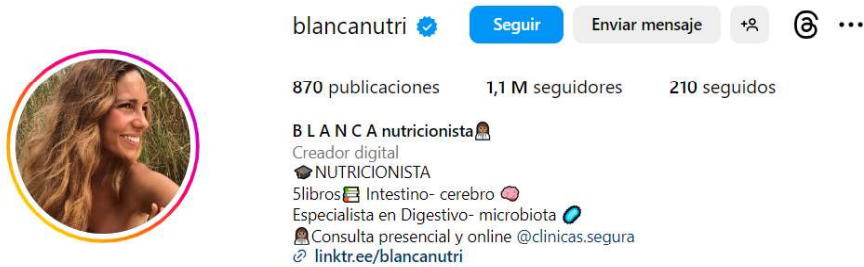 blancanutri Seguir Enviar mensaje
870 publicaciones 1,1 M seguidores 210 seguidos
B L A N C A nutricionista👩🏽‍⚕️
Creador digital
🎓NUTRICIONISTA
5libros📚 Intestino- cerebro 🧠
Especialista en Digestivo- microbiota 🦠
👩🏽‍⚕️Consulta presencial y online @clinicas.segura
linktr.ee/blancanutri